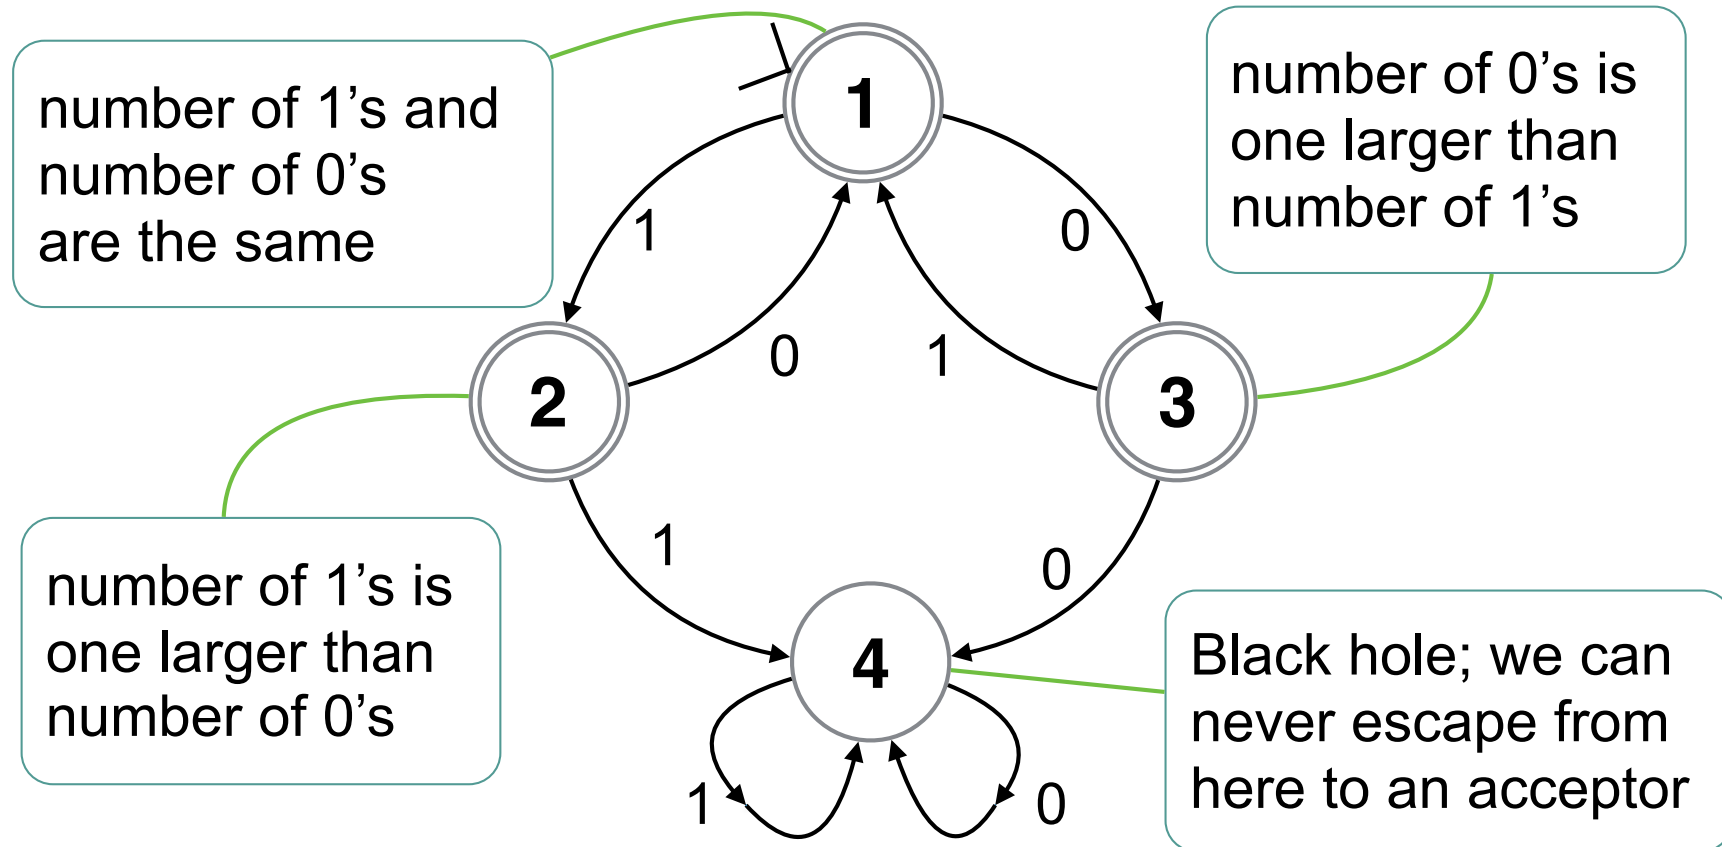 number of 1’s and
number of 0’s
are the same
1
number of 0’s is
one larger than
number of 1’s
1
0
0
1
2
3
1
0
number of 1’s is
one larger than
number of 0’s
4
Black hole; we can
never escape from
here to an acceptor
1
0